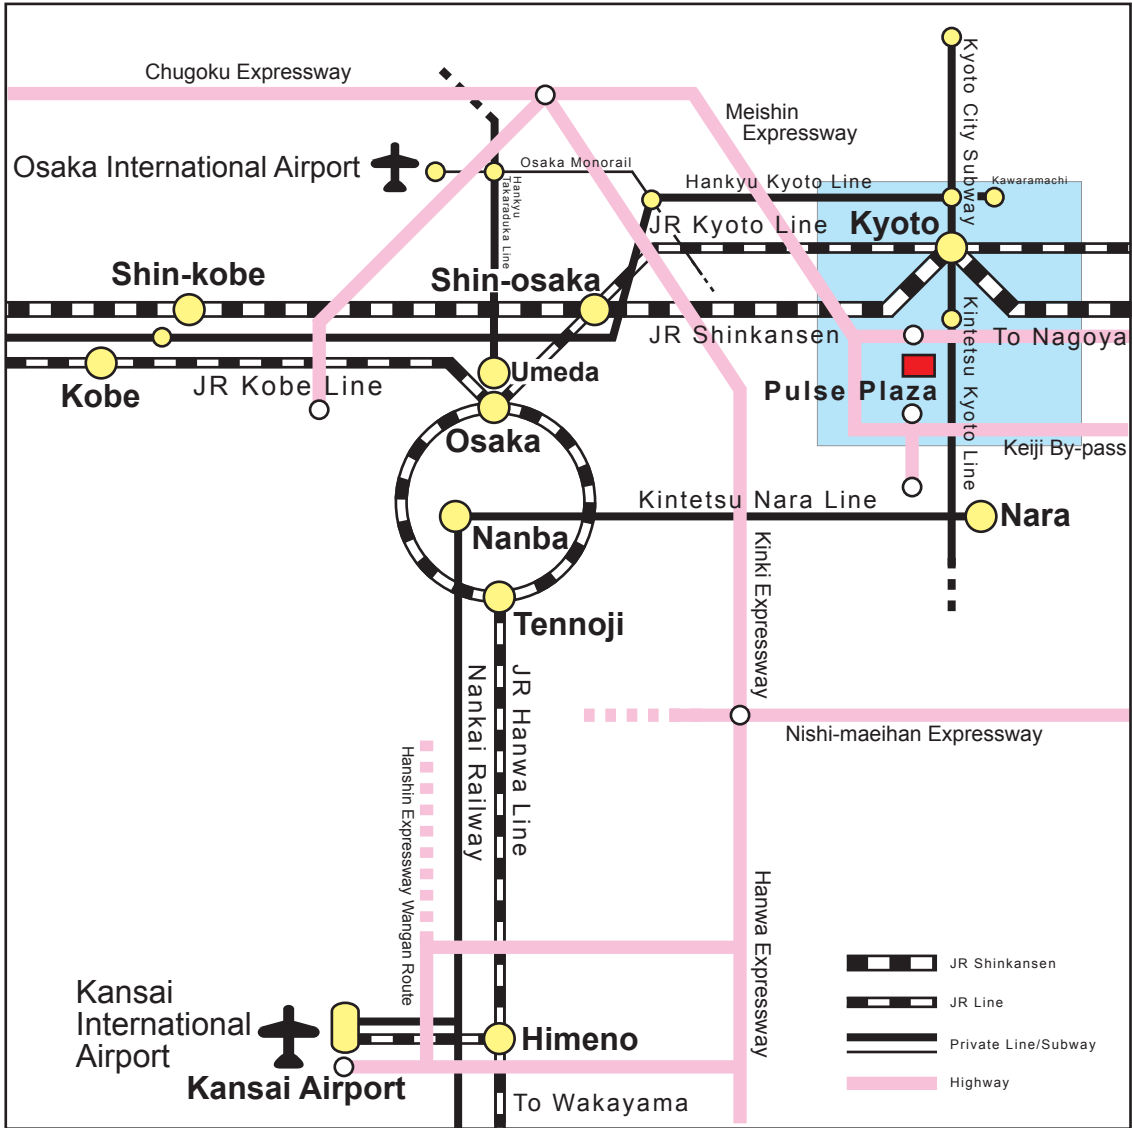 Chugoku Expressway
Meishin
Expressway
Kyoto City Subway
Osaka International Airport
Osaka Monorail
Hankyu
Takaraduka Line
Hankyu Kyoto Line
Kawaramachi
JR Kyoto Line
Kyoto
Shin-kobe
Shin-osaka
JR Shinkansen
To Nagoya
Kintetsu Kyoto Line
Kobe
JR Kobe Line
Umeda
Pulse Plaza
Osaka
Keiji By-pass
Kintetsu Nara Line
Nanba
Nara
Kinki Expressway
Tennoji
JR Hanwa Line
Nankai Railway
Nishi-maeihan Expressway
Hanshin Expressway Wangan Route
Hanwa Expressway
Kansai
International
Airport
Himeno
Kansai Airport
To Wakayama
JR Shinkansen
JR Line
Private Line/Subway
Highway